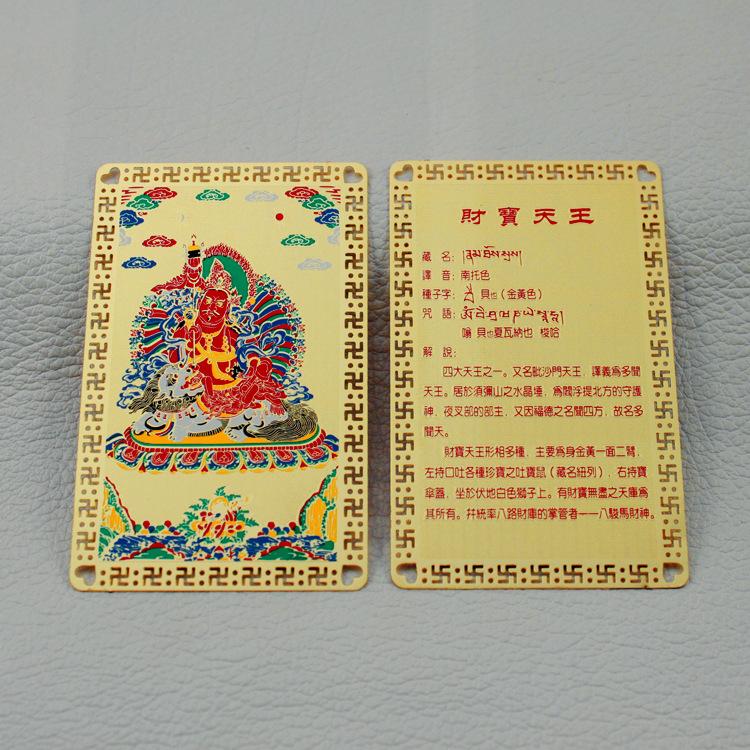 財寶天王
藏 名: རྣམ་ཐོས་སྲས།
譯 音: 南托色
種子字: 貝也(金黃色)
咒 語:
嗡 貝也夏瓦納也 梭哈
解 說:
四大天王之一。又名毗沙門天王，譯義爲多聞
天王。居於須彌山之水晶埵，爲閻浮提北方的守護
神、夜叉部的部主，又因福德之名聞四方，故名多
聞天。
財寶天王形相多種，主要爲身金黃一面二臂，
左持口吐各種珍寶之吐寶鼠(藏名紐列)，右持寶
傘蓋，坐於伏地白色獅子上。有財寶無盡之天庫爲
其所有。幷統率八路財庫的掌管者——八駿馬財神。